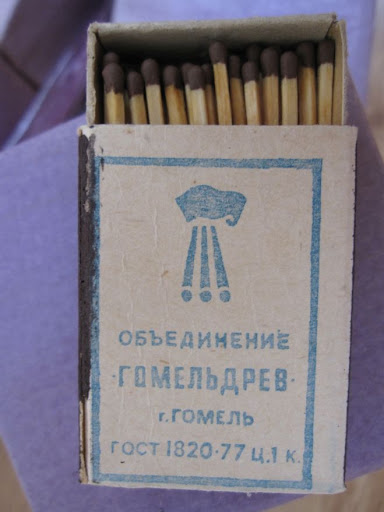 ОБЪЕДИНЕНИЕ
·ГОМЕЛЬДРЕВ·
г.ГОМЕЛЬ
ГОСТ 1820-77 Ц.1 к.